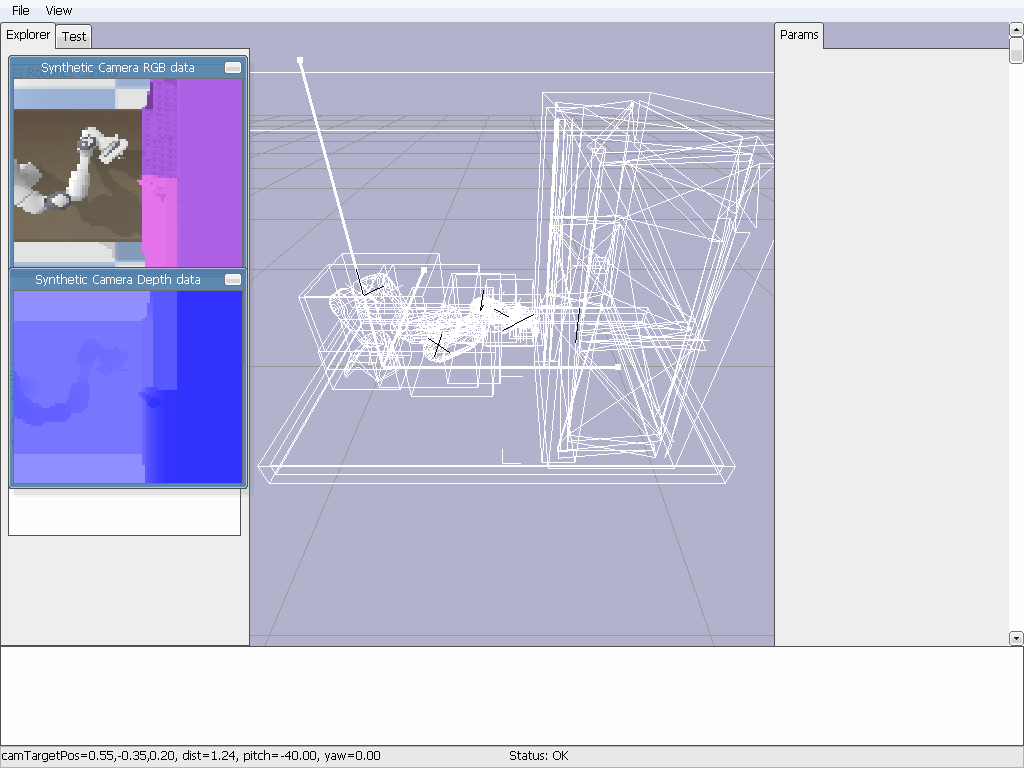 File View
Explorer Test
Params
Synthetic Camera RGB data
Synthetic Camera Depth data
camTargetPos=0.55,-0.35,0.20, dist=1.24, pitch=-40.00, yaw=0.00
Status: OK